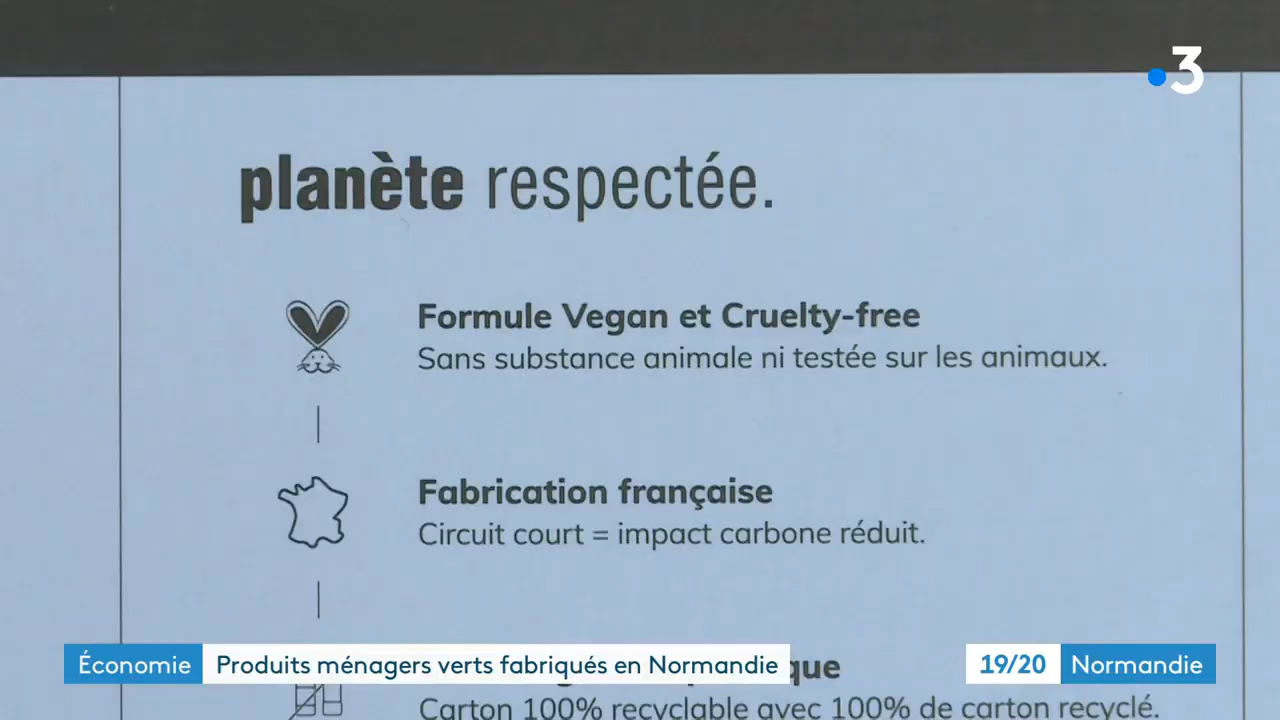 3
planète respectée.
Formule Vegan et Cruelty-free
Sans substance animale ni testée sur les animaux.
Fabrication française
Circuit court = impact carbone réduit.
Économie
Produits ménagers verts fabriqués en Normandie
19/20
Normandie
Carton 100% recyclable avec 100% de carton recyclé.